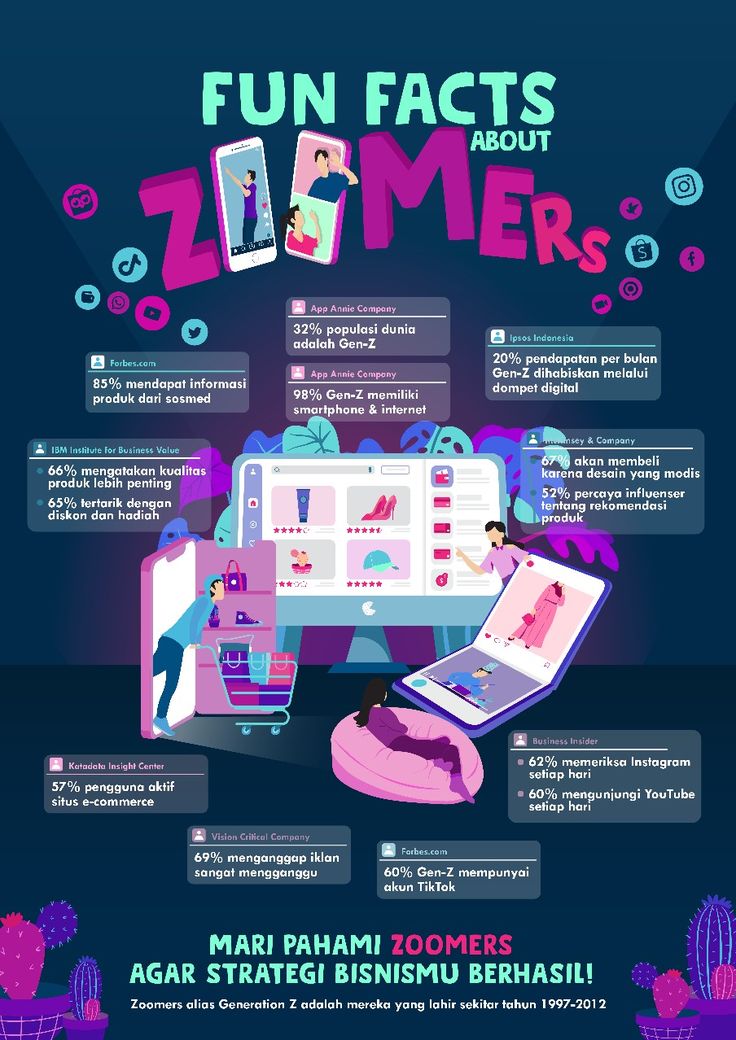 FUN FACTS
ABOUT
ZOOMERS
App Annie Company
32% populasi dunia
adalah Gen-Z
Ipsos Indonesia
20% pendapatan per bulan
Gen-Z dihabiskan melalui
dompet digital
Forbes.com
85% mendapat informasi
produk dari sosmed
App Annie Company
98% Gen-Z memiliki
smartphone & internet
IBM Institute for Business Value
66% mengatakan kualitas
produk lebih penting
65% tertarik dengan
diskon dan hadiah
McKinsey & Company
67% akan membeli
karena desain yang modis
52% percaya influenser
tentang rekomendasi
produk
Business Insider
62% memeriksa Instagram
setiap hari
60% mengunjungi YouTube
setiap hari
Katadata Insight Center
57% pengguna aktif
situs e-commerce
Vision Critical Company
69% menganggap iklan
sangat mengganggu
Forbes.com
60% Gen-Z mempunyai
akun TikTok
MARI PAHAMI ZOOMERS
AGAR STRATEGI BISNISMU BERHASIL!
Zoomers alias Generation Z adalah mereka yang lahir sekitar tahun 1997-2012